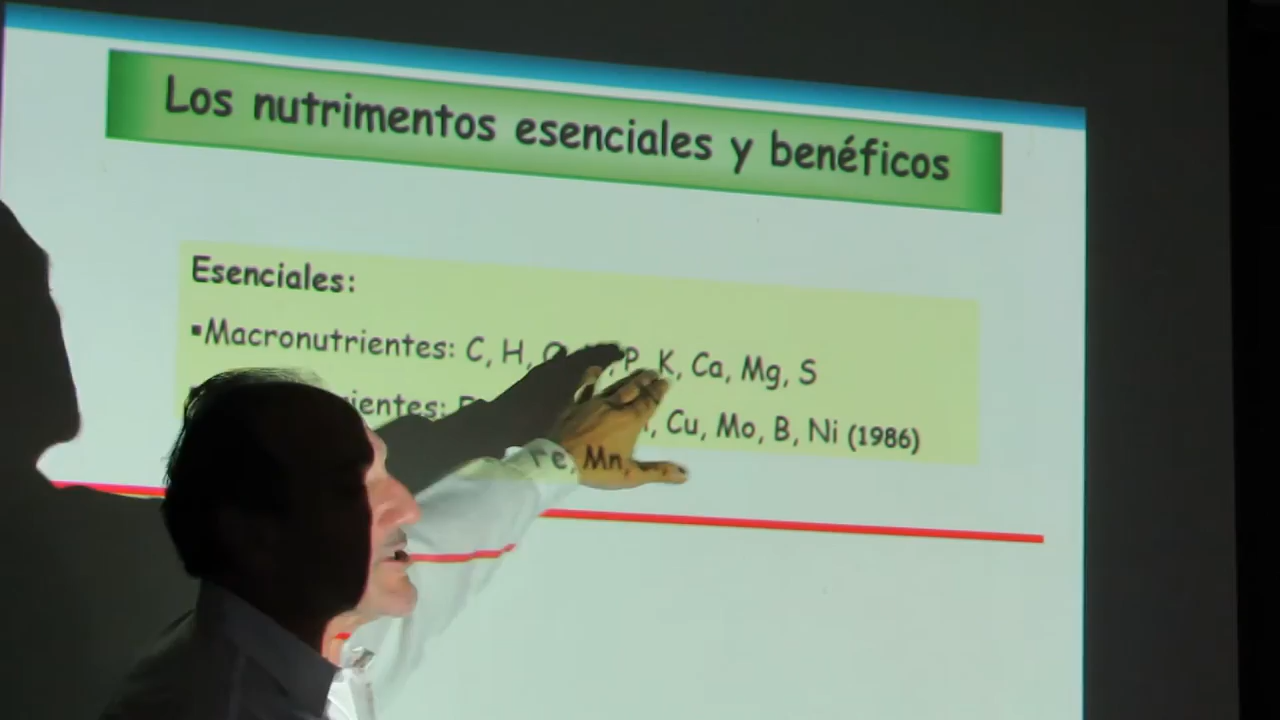 Los nutrimentos esenciales y benéficos
Esenciales:
▪Macronutrientes: C, H, P, K, Ca, Mg, S
Mn, Cu, Mo, B, Ni (1986)